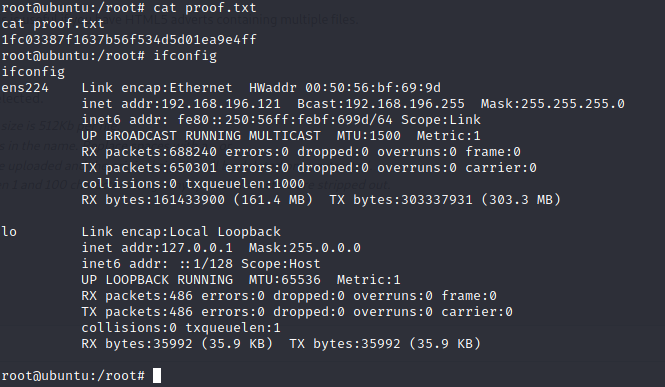 root@ubuntu:/root# cat proof.txt
cat proof.txt
1fc03387f1637b56f534d5d01ea9e4ff
root@ubuntu:/root# ifconfig
ifconfig
ens224    Link encap:Ethernet  HWaddr 00:50:56:bf:69:9d
          inet addr:192.168.196.121  Bcast:192.168.196.255  Mask:255.255.255.0
          inet6 addr: fe80::250:56ff:febf:699d/64 Scope:Link
          UP BROADCAST RUNNING MULTICAST  MTU:1500  Metric:1
          RX packets:688240 errors:0 dropped:0 overruns:0 frame:0
          TX packets:650301 errors:0 dropped:0 overruns:0 carrier:0
          collisions:0 txqueuelen:1000
          RX bytes:161433900 (161.4 MB)  TX bytes:303337931 (303.3 MB)
lo        Link encap:Local Loopback
          inet addr:127.0.0.1  Mask:255.0.0.0
          inet6 addr: ::1/128 Scope:Host
          UP LOOPBACK RUNNING  MTU:65536  Metric:1
          RX packets:486 errors:0 dropped:0 overruns:0 frame:0
          TX packets:486 errors:0 dropped:0 overruns:0 carrier:0
          collisions:0 txqueuelen:1
          RX bytes:35992 (35.9 KB)  TX bytes:35992 (35.9 KB)
root@ubuntu:/root#